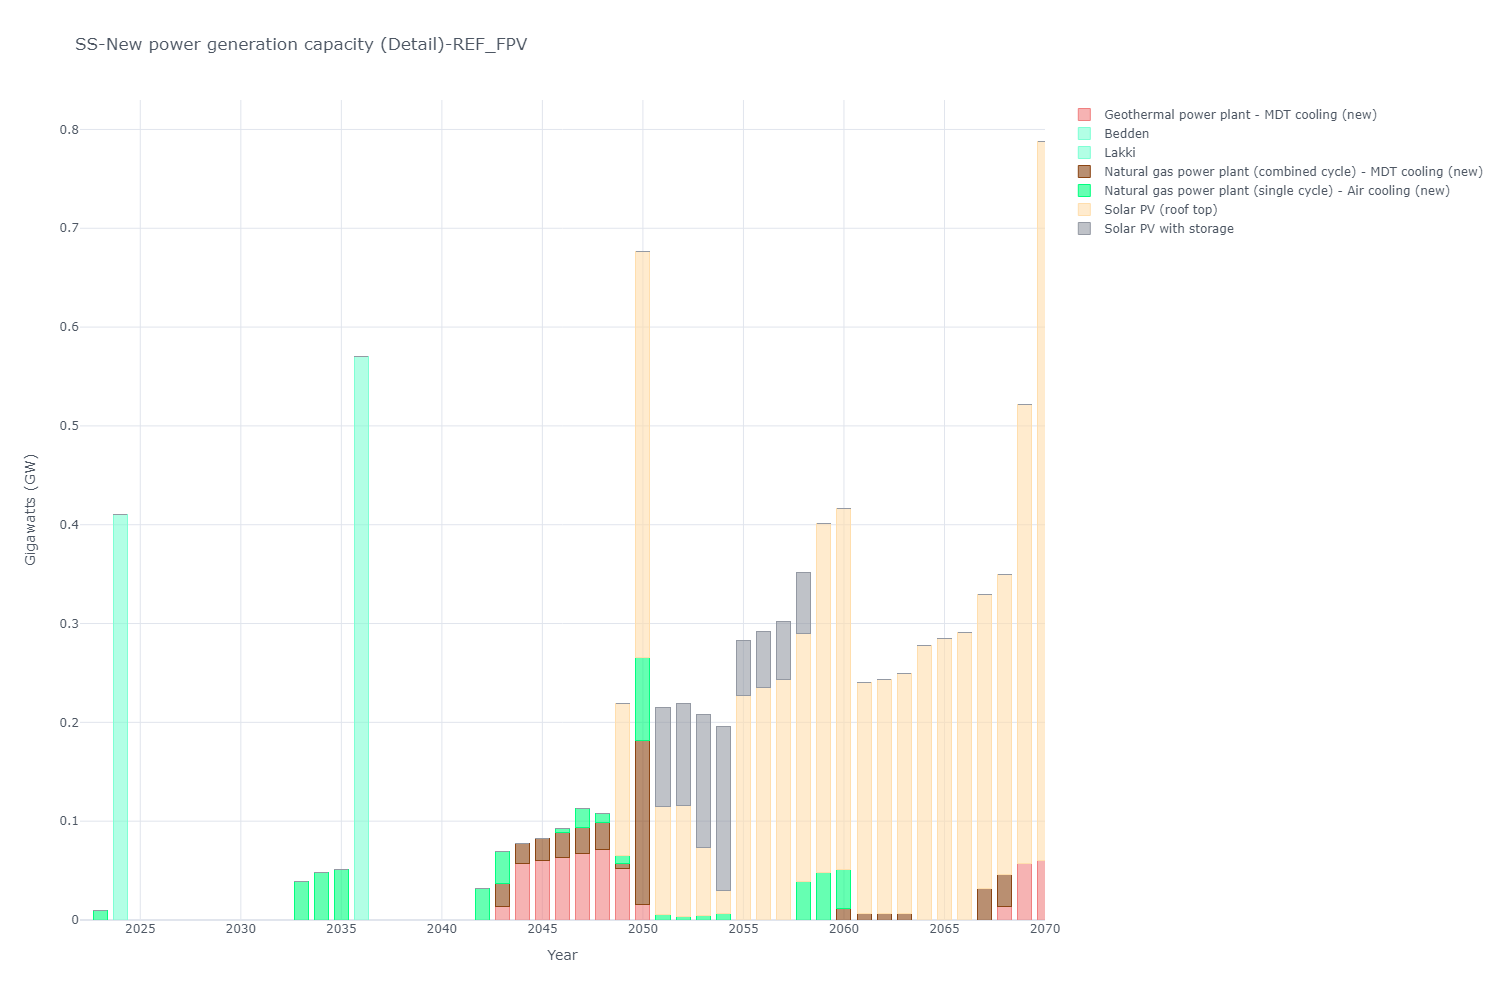 SS-New power generation capacity (Detail)-REF_FPV
Geothermal power plant - MDT cooling (new)
Bedden
Lakki
Natural gas power plant (combined cycle) - MDT cooling (new)
Natural gas power plant (single cycle) - Air cooling (new)
Solar PV (roof top)
Solar PV with storage
0.8
0.7
0.6
0.5
0.4
0.3
0.2
0.1
0
Gigawatts (GW)
2025 2030 2035 2040 2045 2050 2055 2060 2065 2070
Year